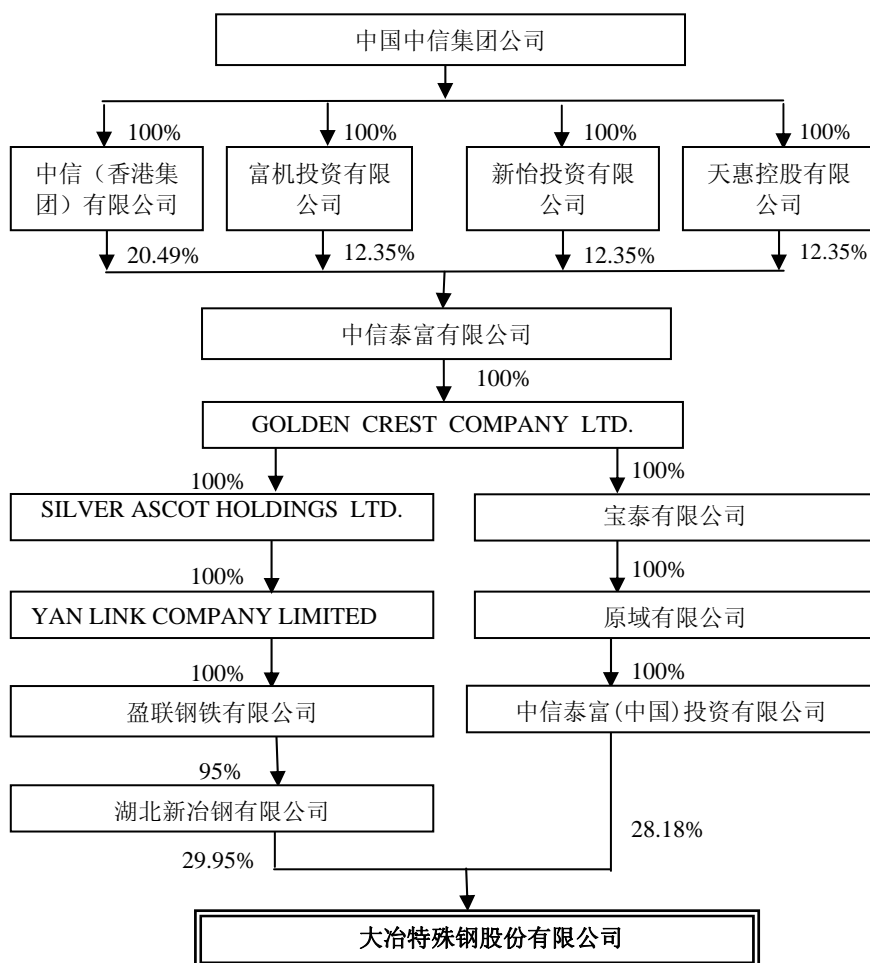 中国中信集团公司
100%
100%
100%
100%
中信（香港集
团）有限公司
富机投资有限
公司
新怡投资有限
公司
天惠控股有限
公司
20.49%
12.35%
12.35%
12.35%
中信泰富有限公司
100%
GOLDEN CREST COMPANY LTD.
100%
100%
SILVER ASCOT HOLDINGS LTD.
宝泰有限公司
100%
100%
YAN LINK COMPANY LIMITED
原域有限公司
100%
100%
盈联钢铁有限公司
中信泰富(中国)投资有限公司
95%
湖北新冶钢有限公司
28.18%
29.95%
大冶特殊钢股份有限公司